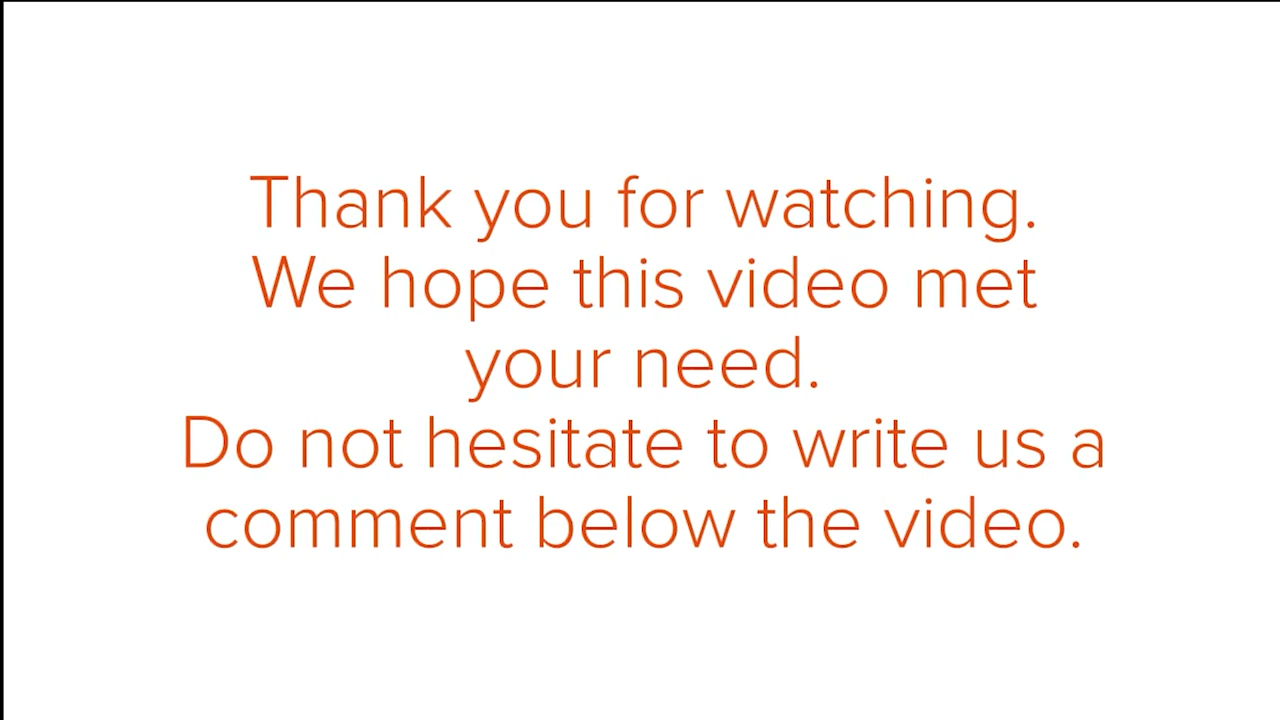 Thank you for watching.
We hope this video met
your need.
Do not hesitate to write us a
comment below the video.